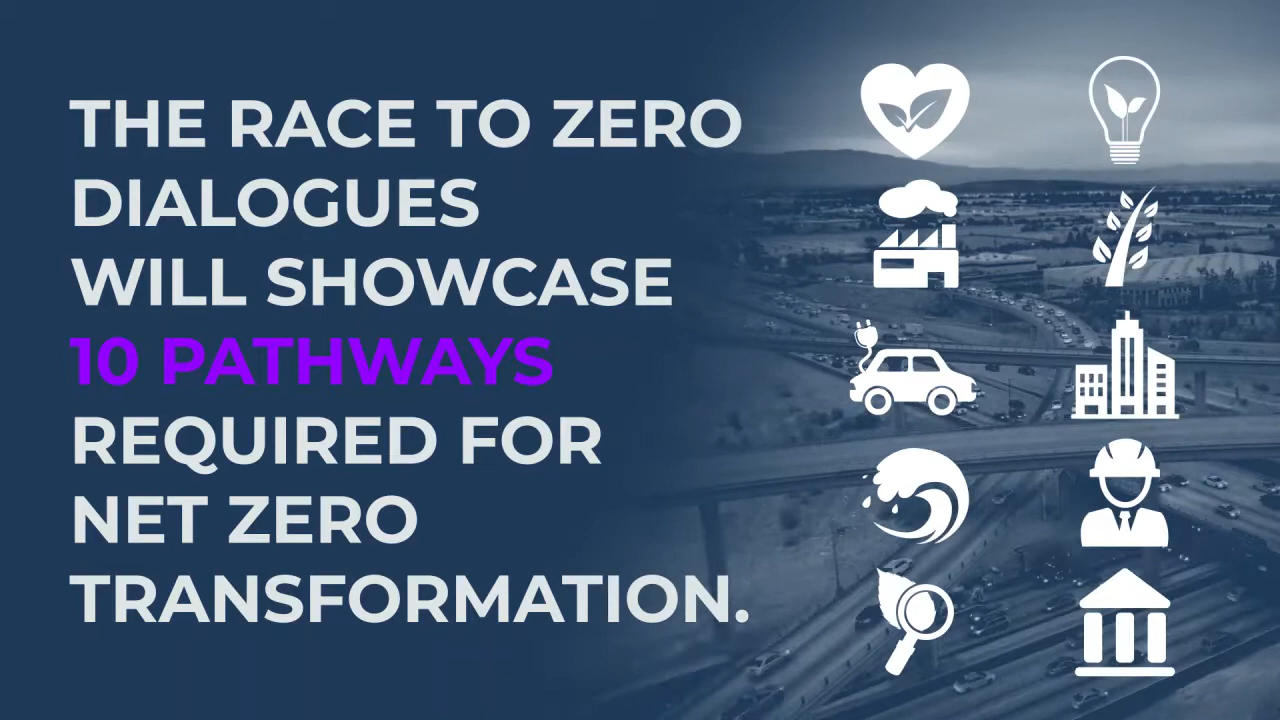 THE RACE TO ZERO
DIALOGUES
WILL SHOWCASE
10 PATHWAYS
REQUIRED FOR
NET ZERO
TRANSFORMATION.